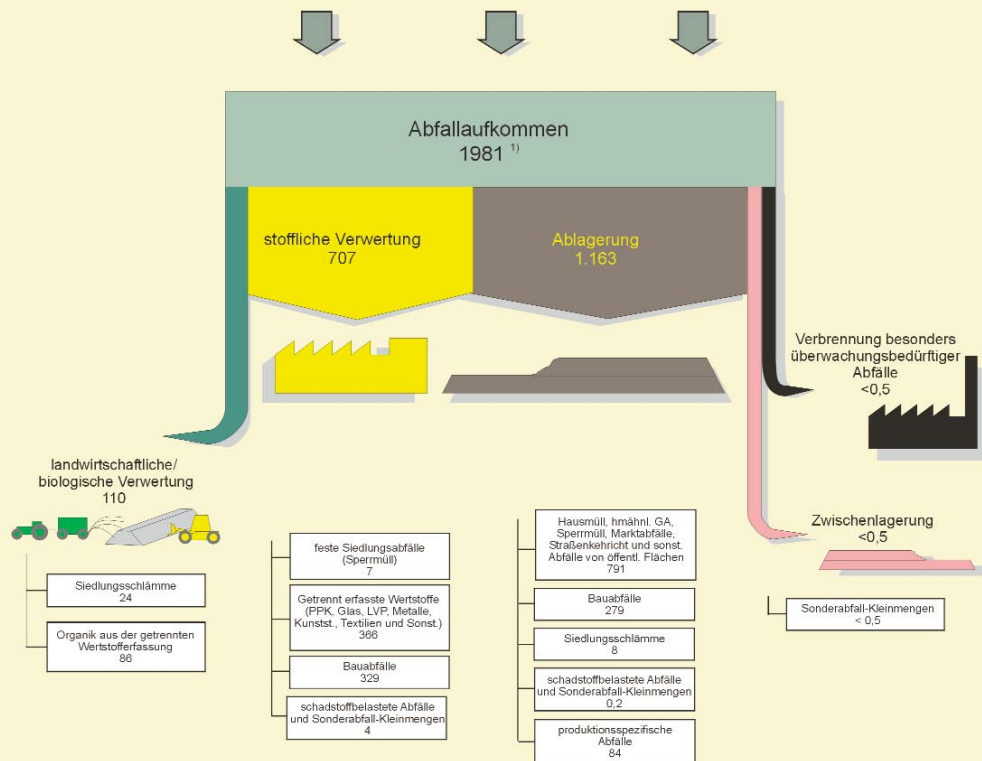 Abfallaufkommen
1981 1)
stoffliche Verwertung
707
Ablagerung
1.163
Verbrennung besonders
überwachungsbedürftiger
Abfälle
<0,5
landwirtschaftliche/
biologische Verwertung
110
Siedlungsschlämme
24
Organik aus der getrennten
Wertstofferfassung
86
feste Siedlungsabfälle
(Sperrmüll)
7
Getrennt erfasste Wertstoffe
(PPK, Glas, LVP, Metalle,
Kunstst., Textilien und Sonst.)
366
Bauabfälle
329
schadstoffbelastete Abfälle
und Sonderabfall-Kleinmengen
4
Hausmüll, hmähnl. GA,
Sperrmüll, Marktabfälle,
Straßenkehricht und sonst.
Abfälle von öffentl. Flächen
791
Bauabfälle
279
Siedlungsschlämme
8
schadstoffbelastete Abfälle
und Sonderabfall-Kleinmengen
0,2
produktionsspezifische
Abfälle
84
Zwischenlagerung
<0,5
Sonderabfall-Kleinmengen
< 0,5